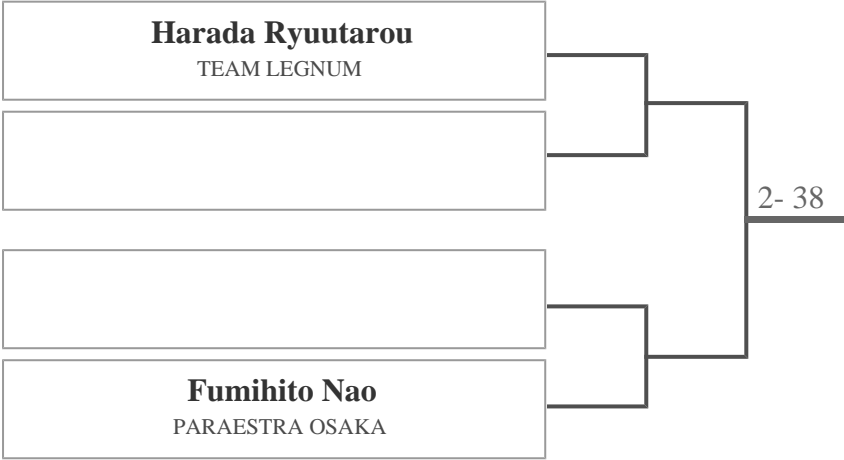 Harada Ryuutarou
TEAM LEGNUM
2- 38
Fumihito Nao
PARAESTRA OSAKA